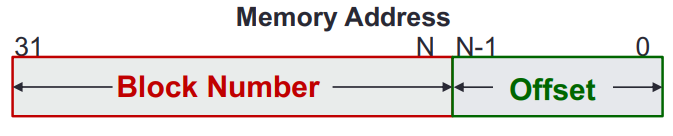 Memory Address
31 N N-1 0
Block Number Offset